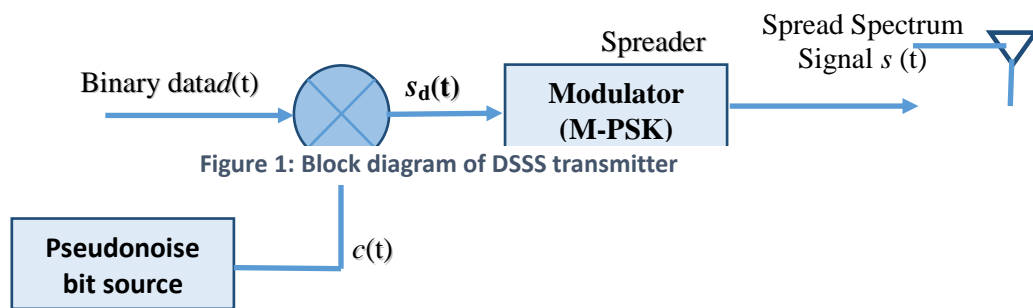 Spread Spectrum
Signal s (t)
Spreader
Binary datad(t)
sd(t)
Modulator
(M-PSK)
Figure 1: Block diagram of DSSS transmitter
c(t)
Pseudonoise
bit source